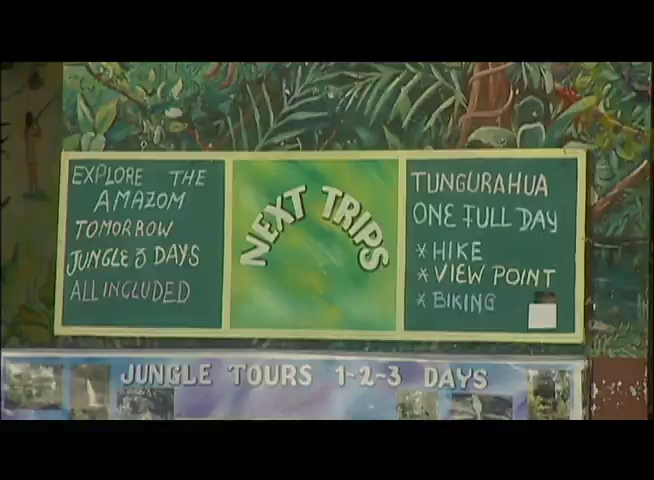 EXPLORE THE
AMAZOM
TOMORROW
JUNGLE 3 DAYS
ALL INCLUDED
NEXT TRIPS
TUNGURAHUA
ONE FULL DAY
* HIKE
* VIEW POINT
* BIKING
JUNGLE TOURS 1-2-3 DAYS